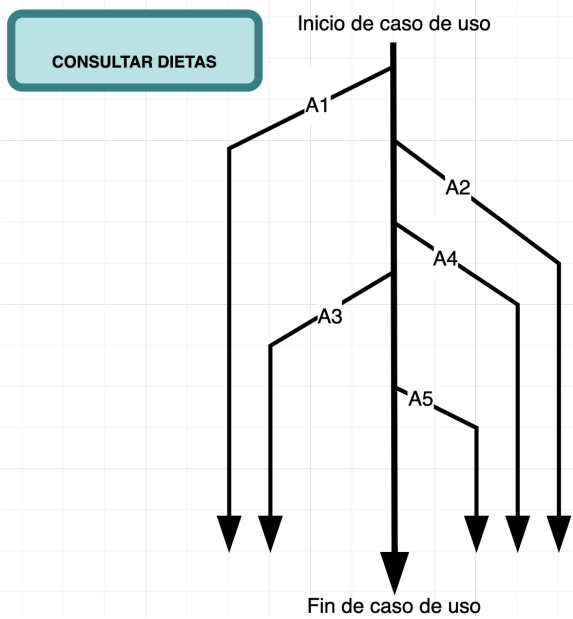 Inicio de caso de uso
CONSULTAR DIETAS
A1
A2
A4
A3
A5
Fin de caso de uso